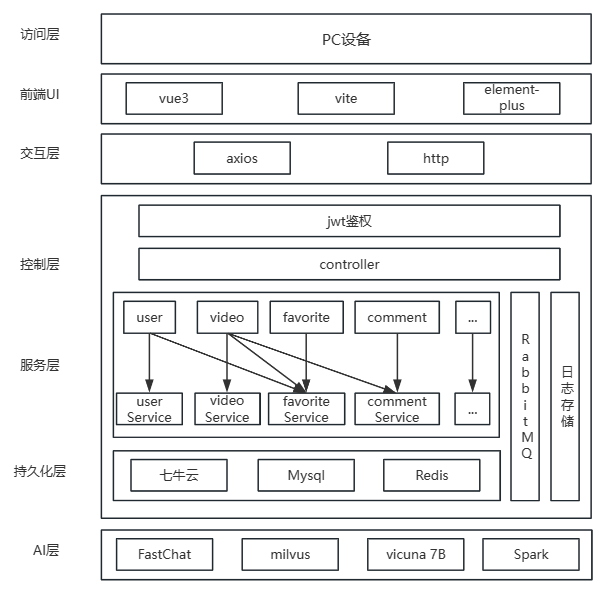 访问层
PC设备
前端UI
vue3
vite
element-
plus
交互层
axios
http
控制层
jwt鉴权
controller
服务层
user
video
favorite
comment
...
user
Service
video
Service
favorite
Service
comment
Service
...
RabbitMQ
日志存储
持久化层
七牛云
Mysql
Redis
AI层
FastChat
milvus
vicuna 7B
Spark